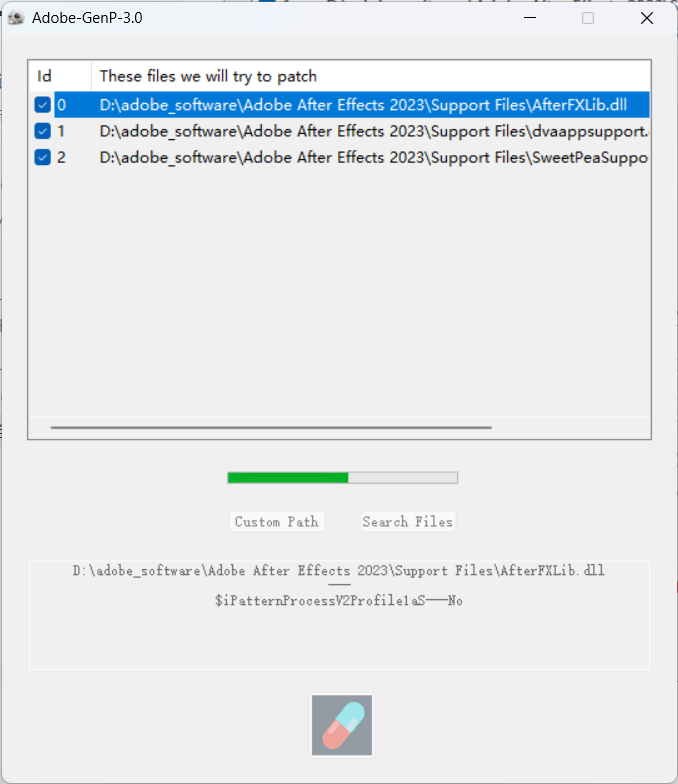 Adobe-GenP-3.0
Id These files we will try to patch
0 D:\adobe_software\Adobe After Effects 2023\Support Files\AfterFXLib.dll
1 D:\adobe_software\Adobe After Effects 2023\Support Files\dvaappsupport.
2 D:\adobe_software\Adobe After Effects 2023\Support Files\SweetPeaSuppo
Custom Path Search Files
D:\adobe_software\Adobe After Effects 2023\Support Files\AfterFXLib.dll
——
$iPatternProcessV2Profile1aS——No